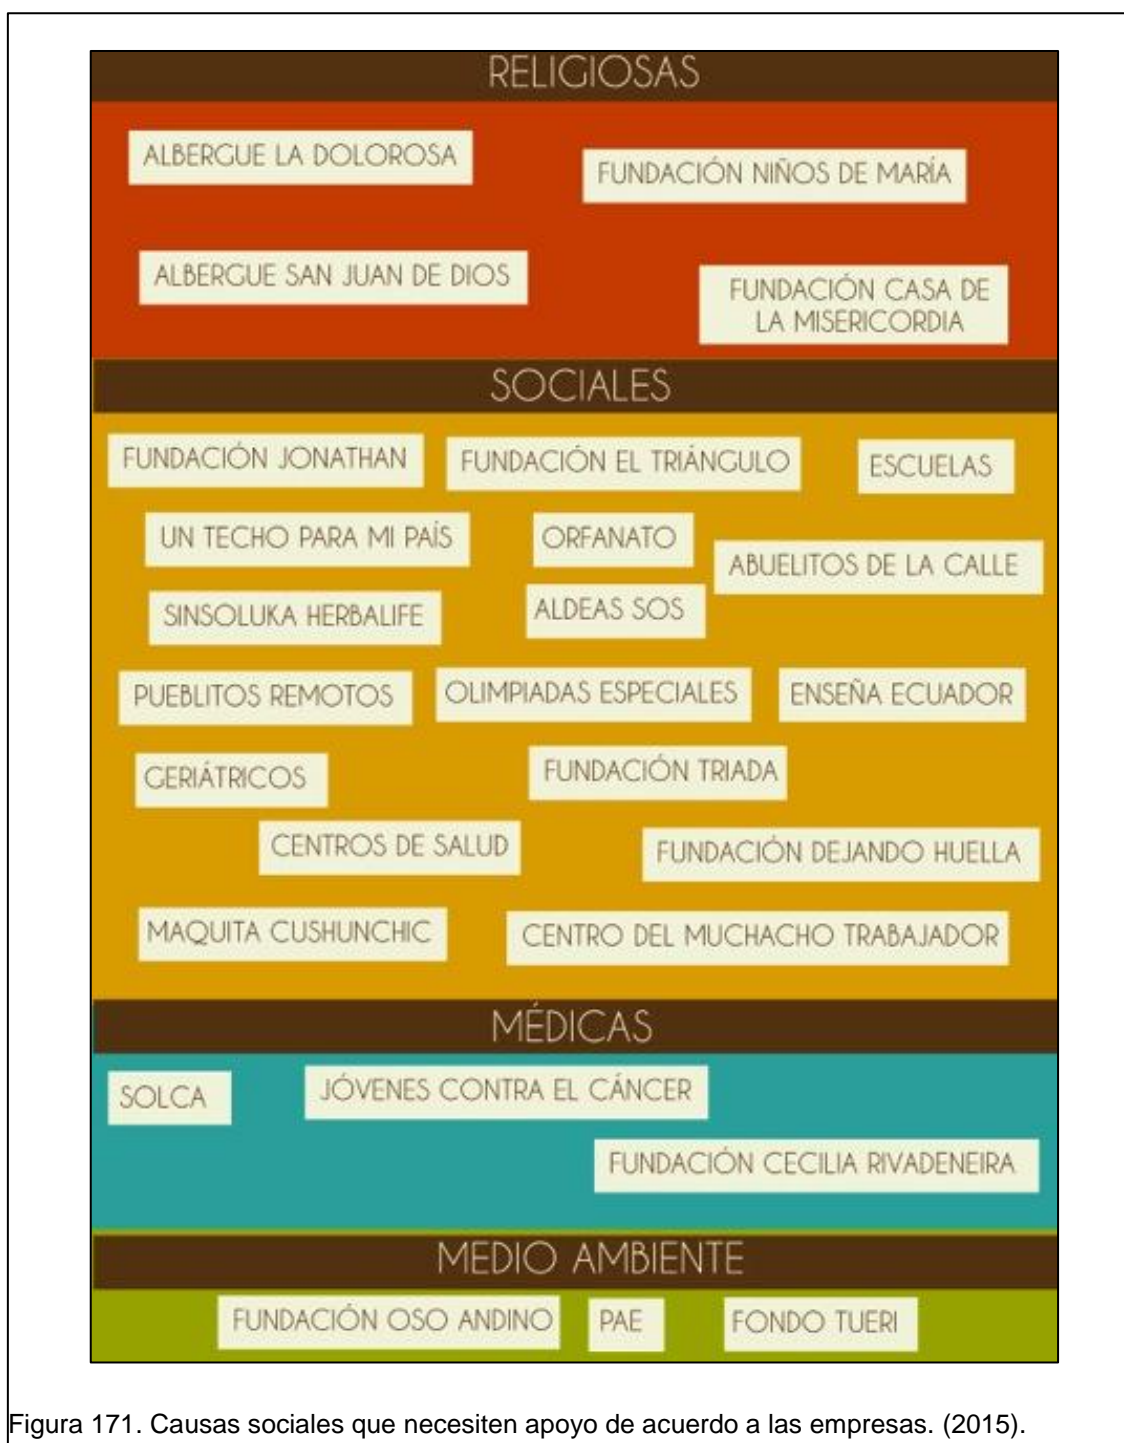 RELIGIOSAS
ALBERGUE LA DOLOROSA
FUNDACIÓN NIÑOS DE MARÍA
ALBERGUE SAN JUAN DE DIOS
FUNDACIÓN CASA DE
LA MISERICORDIA
SOCIALES
FUNDACIÓN JONATHAN
FUNDACIÓN EL TRIÁNGULO
ESCUELAS
UN TECHO PARA MI PAÍS
ORFANATO
ABUELITOS DE LA CALLE
SINSOLUKA HERBALIFE
ALDEAS SOS
PUEBLITOS REMOTOS
OLIMPIADAS ESPECIALES
ENSEÑA ECUADOR
GERIÁTRICOS
FUNDACIÓN TRIADA
CENTROS DE SALUD
FUNDACIÓN DEJANDO HUELLA
MAQUITA CUSHUNCHIC
CENTRO DEL MUCHACHO TRABAJADOR
MÉDICAS
SOLCA
JÓVENES CONTRA EL CÁNCER
FUNDACIÓN CECILIA RIVADENEIRA
MEDIO AMBIENTE
FUNDACIÓN OSO ANDINO
PAE
FONDO TUERI
Figura 171. Causas sociales que necesiten apoyo de acuerdo a las empresas. (2015).